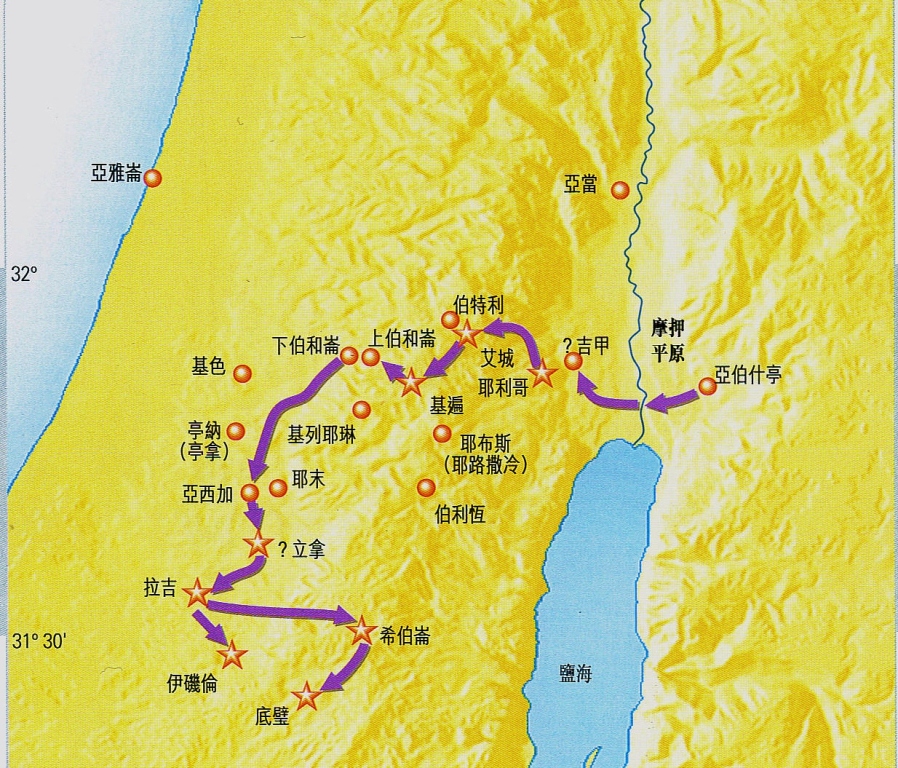 亞雅崙
亞當
32°
伯特利
摩押
平原
下伯和崙
上伯和崙
艾城
?吉甲
基色
耶利哥
亞伯什亭
基遍
亭納
(亭拿)
基列耶琳
耶布斯
(耶路撒冷)
亞西加
耶末
伯利恆
?立拿
拉吉
31° 30'
希伯崙
伊磯倫
鹽海
底璧